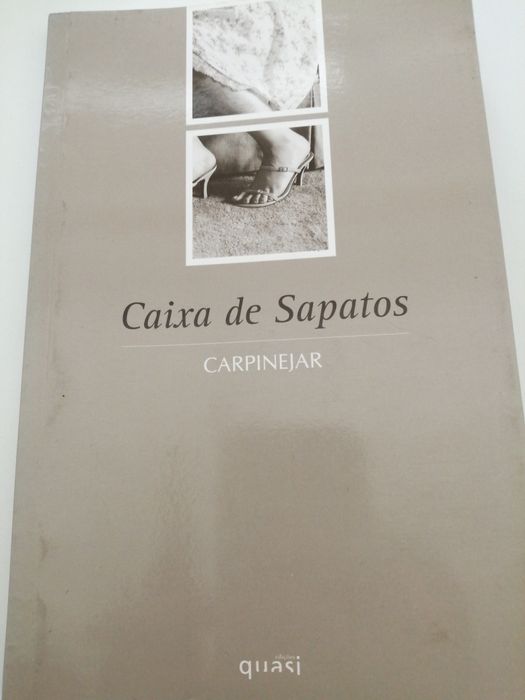 Caixa de Sapatos
CARPINEJAR
edições
quasi